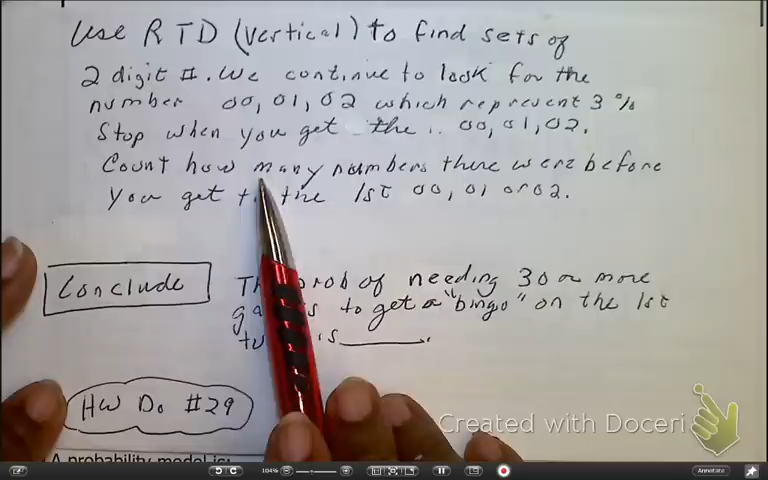 Use RTD (Vertical) to find sets of
2 digit #. We continue to look for the
number 00, 01, 02 which represent 3%
Stop when you get the .. 00, 01, 02.
Count how many numbers there were before
you get the 1st 00, 01 or 02.
Conclude
prob of needing 30 or more
to get a "bingo" on the 1st
is ______.
HW Do #29
Created with Doceri
A probability model is:
104%
Annotate